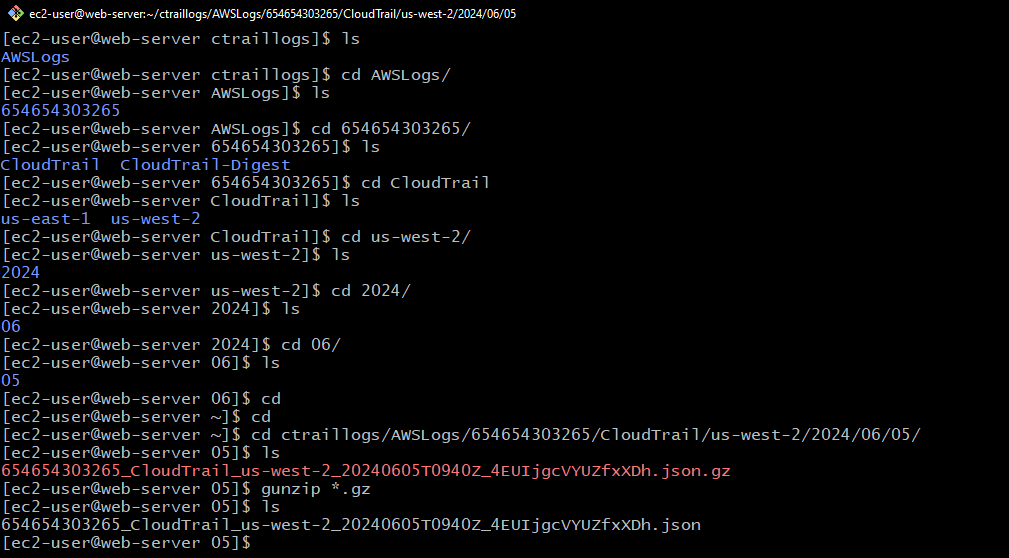 ec2-user@web-server:~/ctraillogs/AWSLogs/654654303265/CloudTrail/us-west-2/2024/06/05
[ec2-user@web-server ctraillogs]$ ls
AWSLogs
[ec2-user@web-server ctraillogs]$ cd AWSLogs/
[ec2-user@web-server AWSLogs]$ ls
654654303265
[ec2-user@web-server AWSLogs]$ cd 654654303265/
[ec2-user@web-server 654654303265]$ ls
CloudTrail  CloudTrail-Digest
[ec2-user@web-server 654654303265]$ cd CloudTrail
[ec2-user@web-server CloudTrail]$ ls
us-east-1  us-west-2
[ec2-user@web-server CloudTrail]$ cd us-west-2/
[ec2-user@web-server us-west-2]$ ls
2024
[ec2-user@web-server us-west-2]$ cd 2024/
[ec2-user@web-server 2024]$ ls
06
[ec2-user@web-server 2024]$ cd 06/
[ec2-user@web-server 06]$ ls
05
[ec2-user@web-server 06]$ cd
[ec2-user@web-server ~]$ cd
[ec2-user@web-server ~]$ cd ctraillogs/AWSLogs/654654303265/CloudTrail/us-west-2/2024/06/05/
[ec2-user@web-server 05]$ ls
654654303265_CloudTrail_us-west-2_20240605T0940Z_4EUIjgcVYUZfxXDh.json.gz
[ec2-user@web-server 05]$ gunzip *.gz
[ec2-user@web-server 05]$ ls
654654303265_CloudTrail_us-west-2_20240605T0940Z_4EUIjgcVYUZfxXDh.json
[ec2-user@web-server 05]$